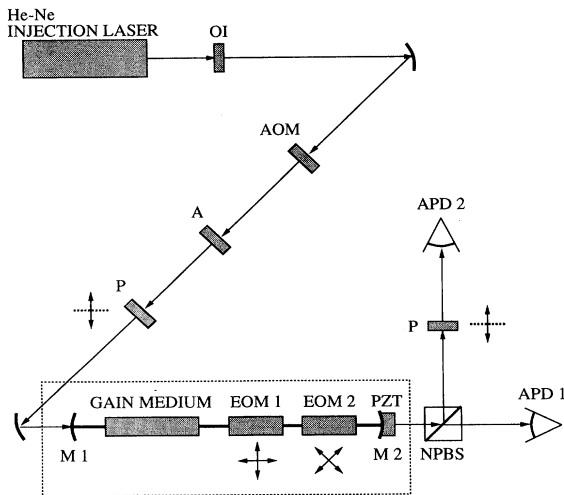 He-Ne
INJECTION LASER
OI
AOM
A
P
APD 2
P
GAIN MEDIUM
EOM 1
EOM 2
PZT
APD 1
M 1
M 2
NPBS